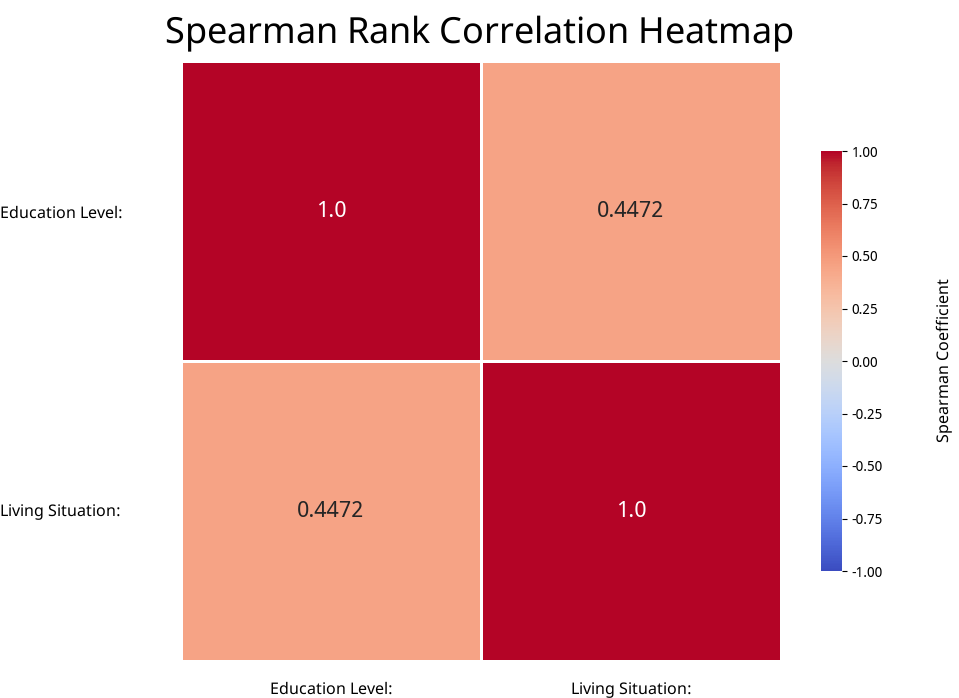 Spearman Rank Correlation Heatmap
Education Level:
1.0
0.4472
Living Situation:
0.4472
1.0
Education Level:
Living Situation:
1.00
0.75
0.50
0.25
0.00
-0.25
-0.50
-0.75
-1.00
Spearman Coefficient